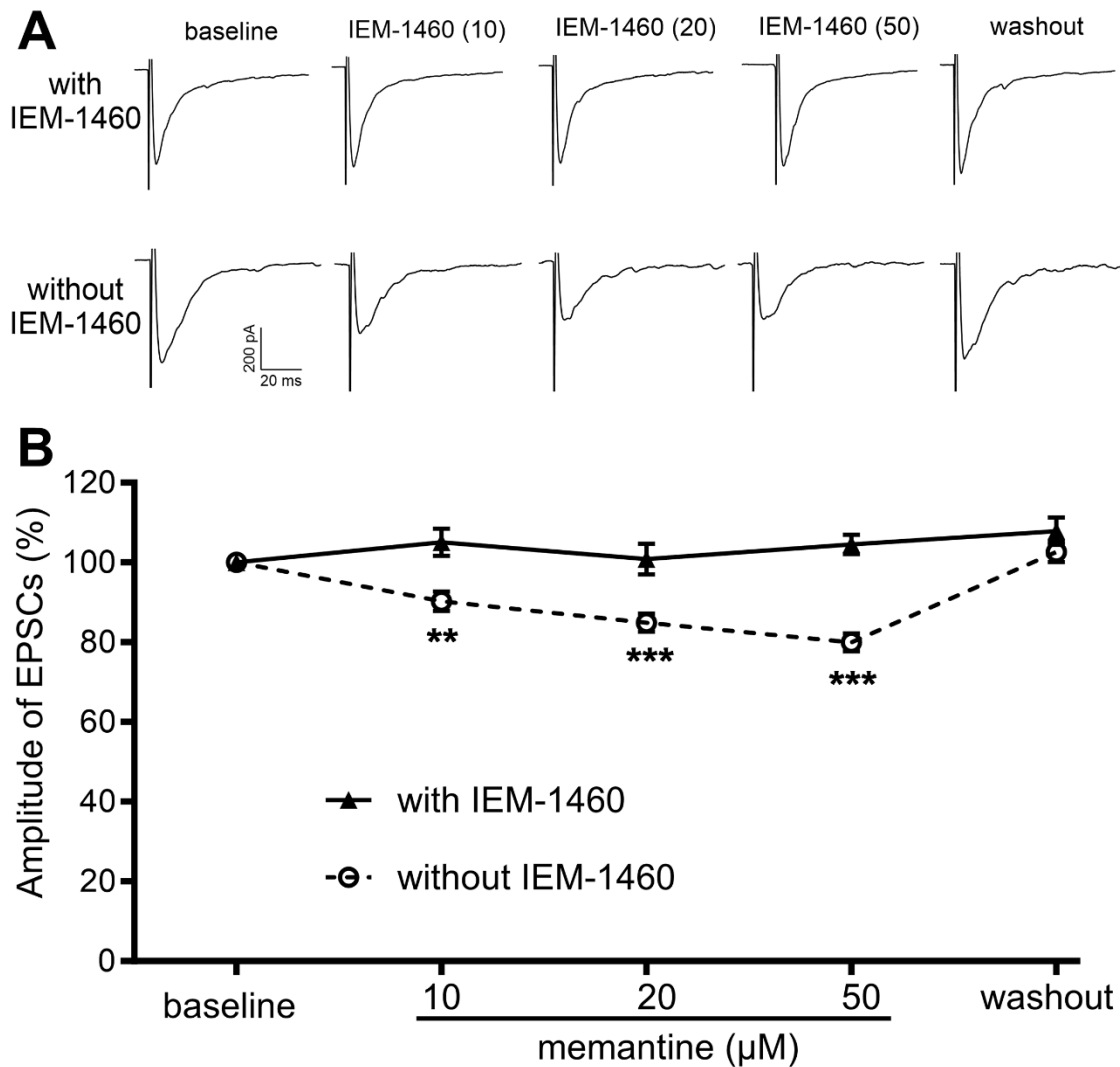 A
baseline
IEM-1460 (10)
IEM-1460 (20)
IEM-1460 (50)
washout
with
IEM-1460
without
IEM-1460
200 pA
20 ms
B
Amplitude of EPSCs (%)
120
100
80
60
40
20
0
**
***
***
with IEM-1460
without IEM-1460
baseline
10
20
50
washout
memantine (µM)